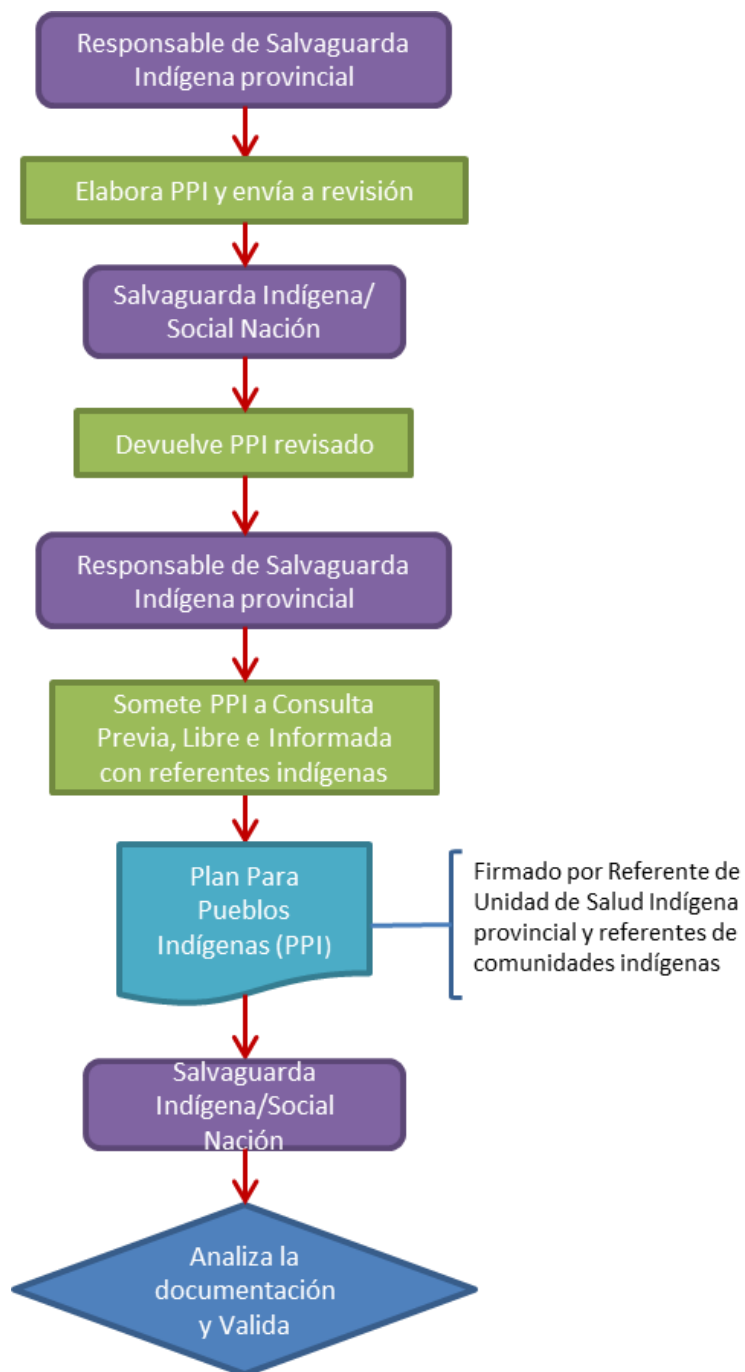 Responsable de Salvaguarda
Indígena provincial
Elabora PPI y envía a revisión
Salvaguarda Indígena/
Social Nación
Devuelve PPI revisado
Responsable de Salvaguarda
Indígena provincial
Somete PPI a Consulta
Previa, Libre e Informada
con referentes indígenas
Plan Para
Pueblos
Indígenas (PPI)
Firmado por Referente de
Unidad de Salud Indígena
provincial y referentes de
comunidades indígenas
Salvaguarda
Indígena/Social
Nación
Analiza la
documentación
y Valida